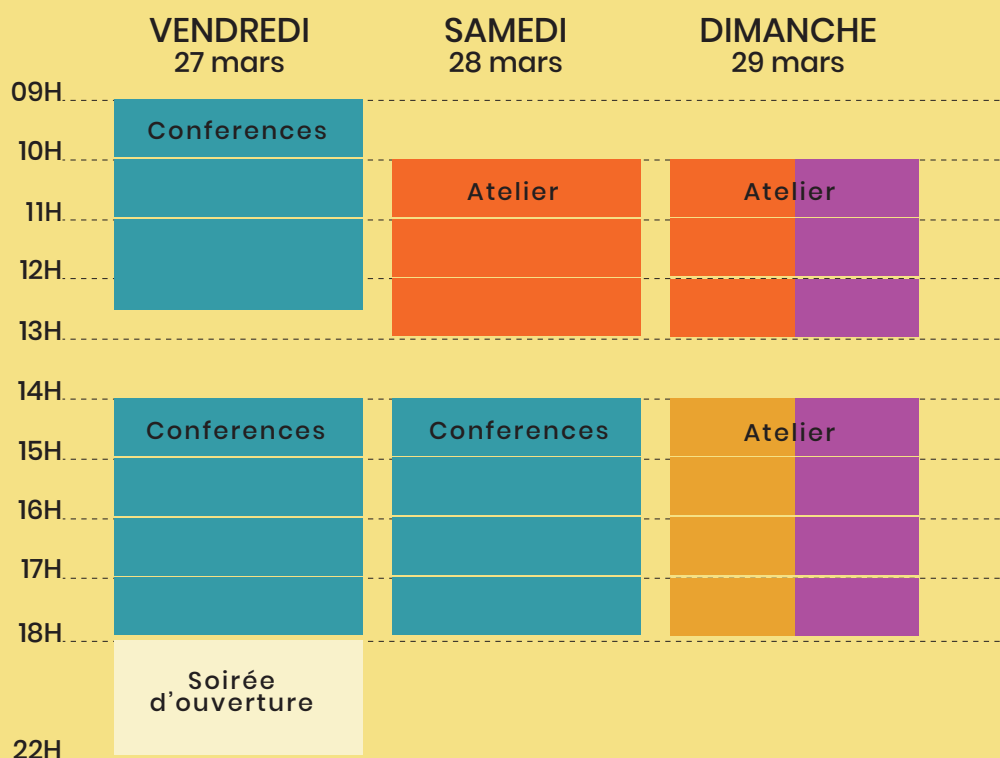 VENDREDI
27 mars
SAMEDI
28 mars
DIMANCHE
29 mars
09H
Conferences
10H
Atelier
Atelier
11H
12H
13H
14H
Conferences
Conferences
Atelier
15H
16H
17H
18H
Soirée
d'ouverture
22H